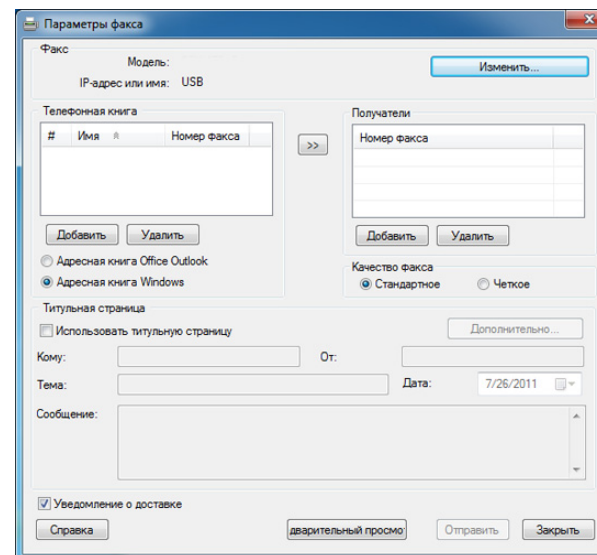 Параметры факса
Факс
Модель:
Изменить...
IP-адрес или имя: USB
Телефонная книга
# Имя Номер факса
>>
Получатели
Номер факса
Добавить Удалить
Добавить Удалить
Адресная книга Office Outlook
Адресная книга Windows
Качество факса
Стандартное Четкое
Титульная страница
Использовать титульную страницу
Дополнительно...
Кому: От:
Тема: Дата: 7/26/2011
Сообщение:
Уведомление о доставке
Справка дварительный просмот Отправить Закрыть